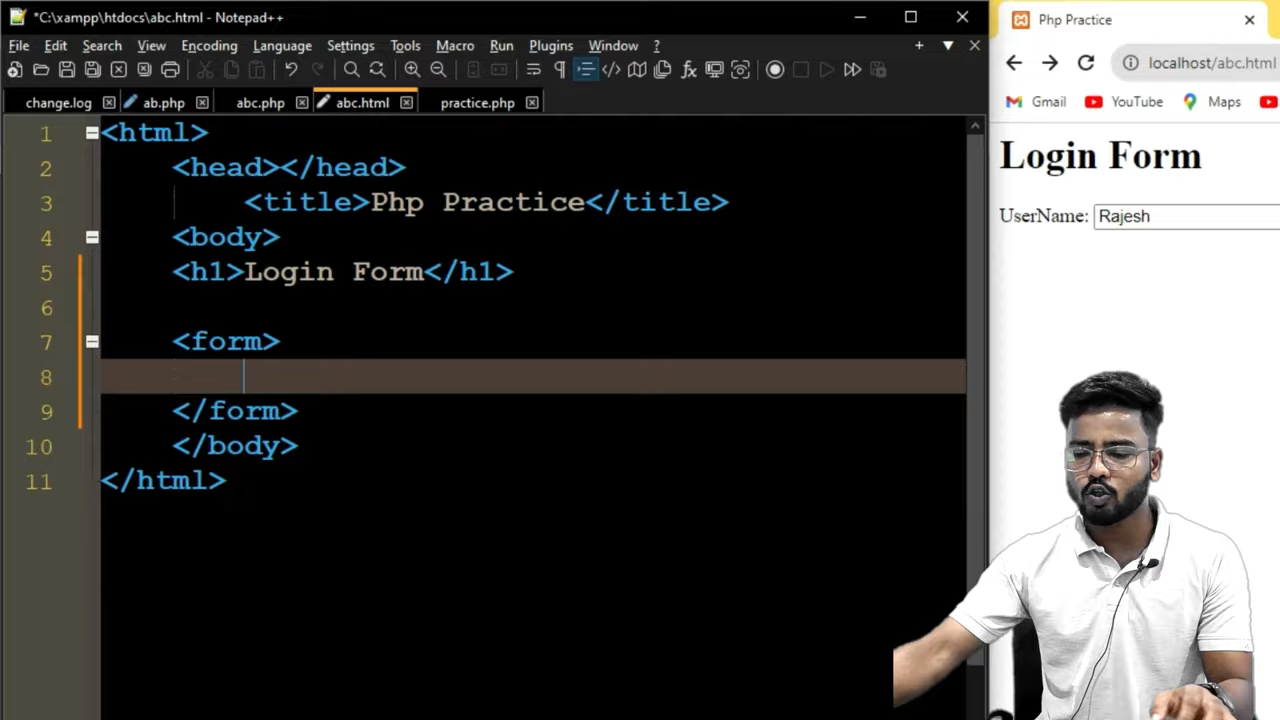 *C:\xampp\htdocs\abc.html - Notepad++
File Edit Search View Encoding Language Settings Tools Macro Run Plugins Window ?
change.log ab.php abc.php abc.html practice.php
1 <html>
2 <head></head>
3 <title>Php Practice</title>
4 <body>
5 <h1>Login Form</h1>
6
7 <form>
8
9 </form>
10 </body>
11 </html>
Php Practice
localhost/abc.html
Gmail YouTube Maps
Login Form
UserName: Rajesh